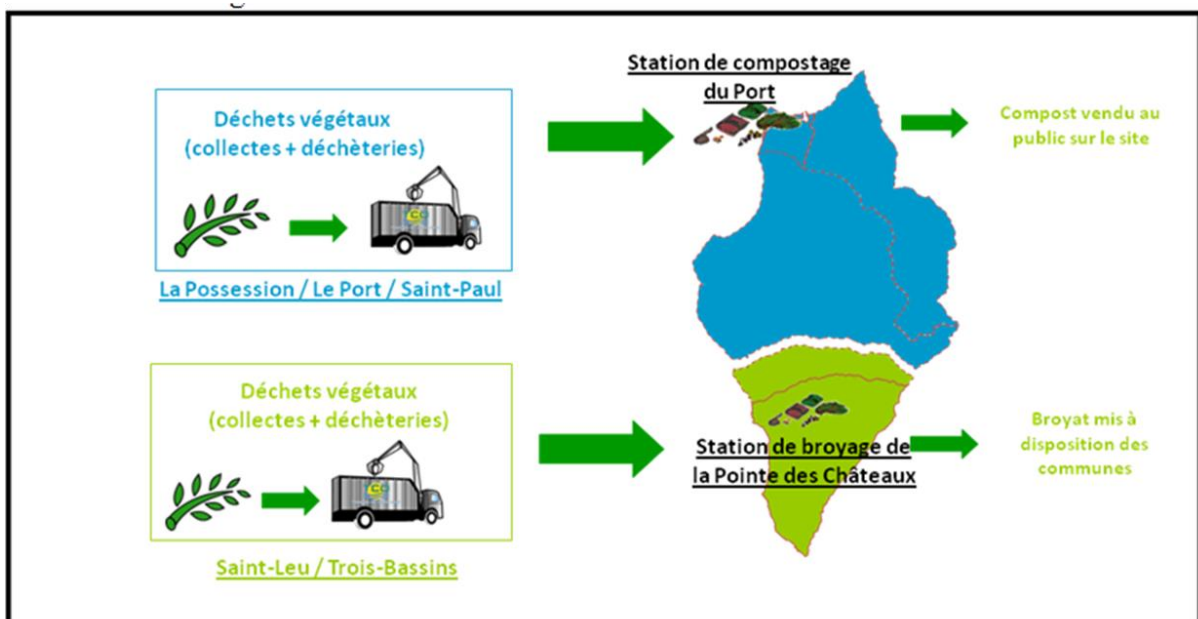 Déchets végétaux
(collectes + déchèteries)
La Possession / Le Port / Saint-Paul
Station de compostage
du Port
Compost vendu au
public sur le site
Déchets végétaux
(collectes + déchèteries)
Saint-Leu / Trois-Bassins
Station de broyage de
la Pointe des Châteaux
Broyat mis à
disposition des
communes